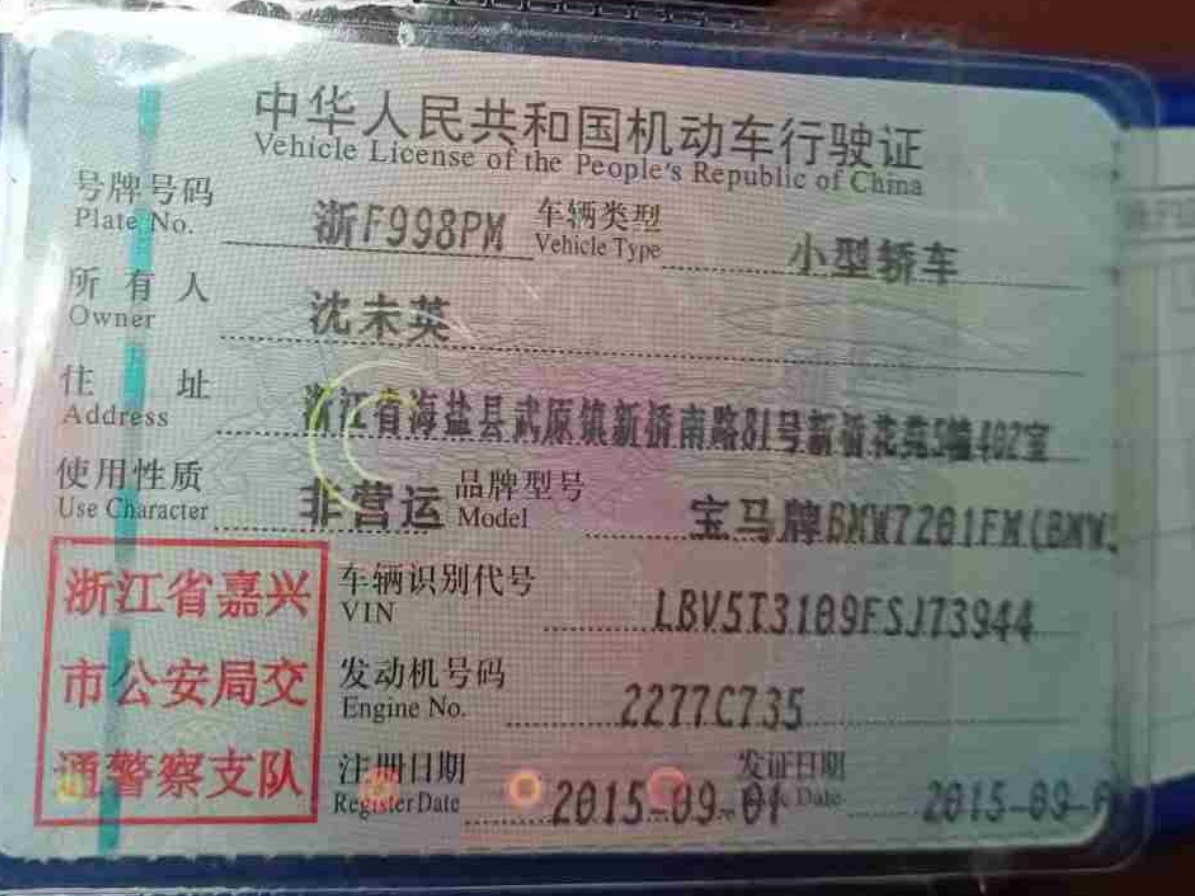 中华人民共和国机动车行驶证
Vehicle License of the People's Republic of China
号牌号码 浙F998PM 车辆类型 小型轿车
Plate No. Vehicle Type
所有人 沈末英
Owner
住址 浙江省海盐县武原镇新桥南路81号新桥花苑5幢402室
Address
使用性质 非营运 品牌型号 宝马牌BMW7201FM(BMW
Use Character Model
浙江省嘉兴
市公安局交
通警察支队
车辆识别代号 LBV5T3109FSJ73944
VIN
发动机号码 2277C735
Engine No.
注册日期 2015-09-01 发证日期 2015-09-
Register Date Date